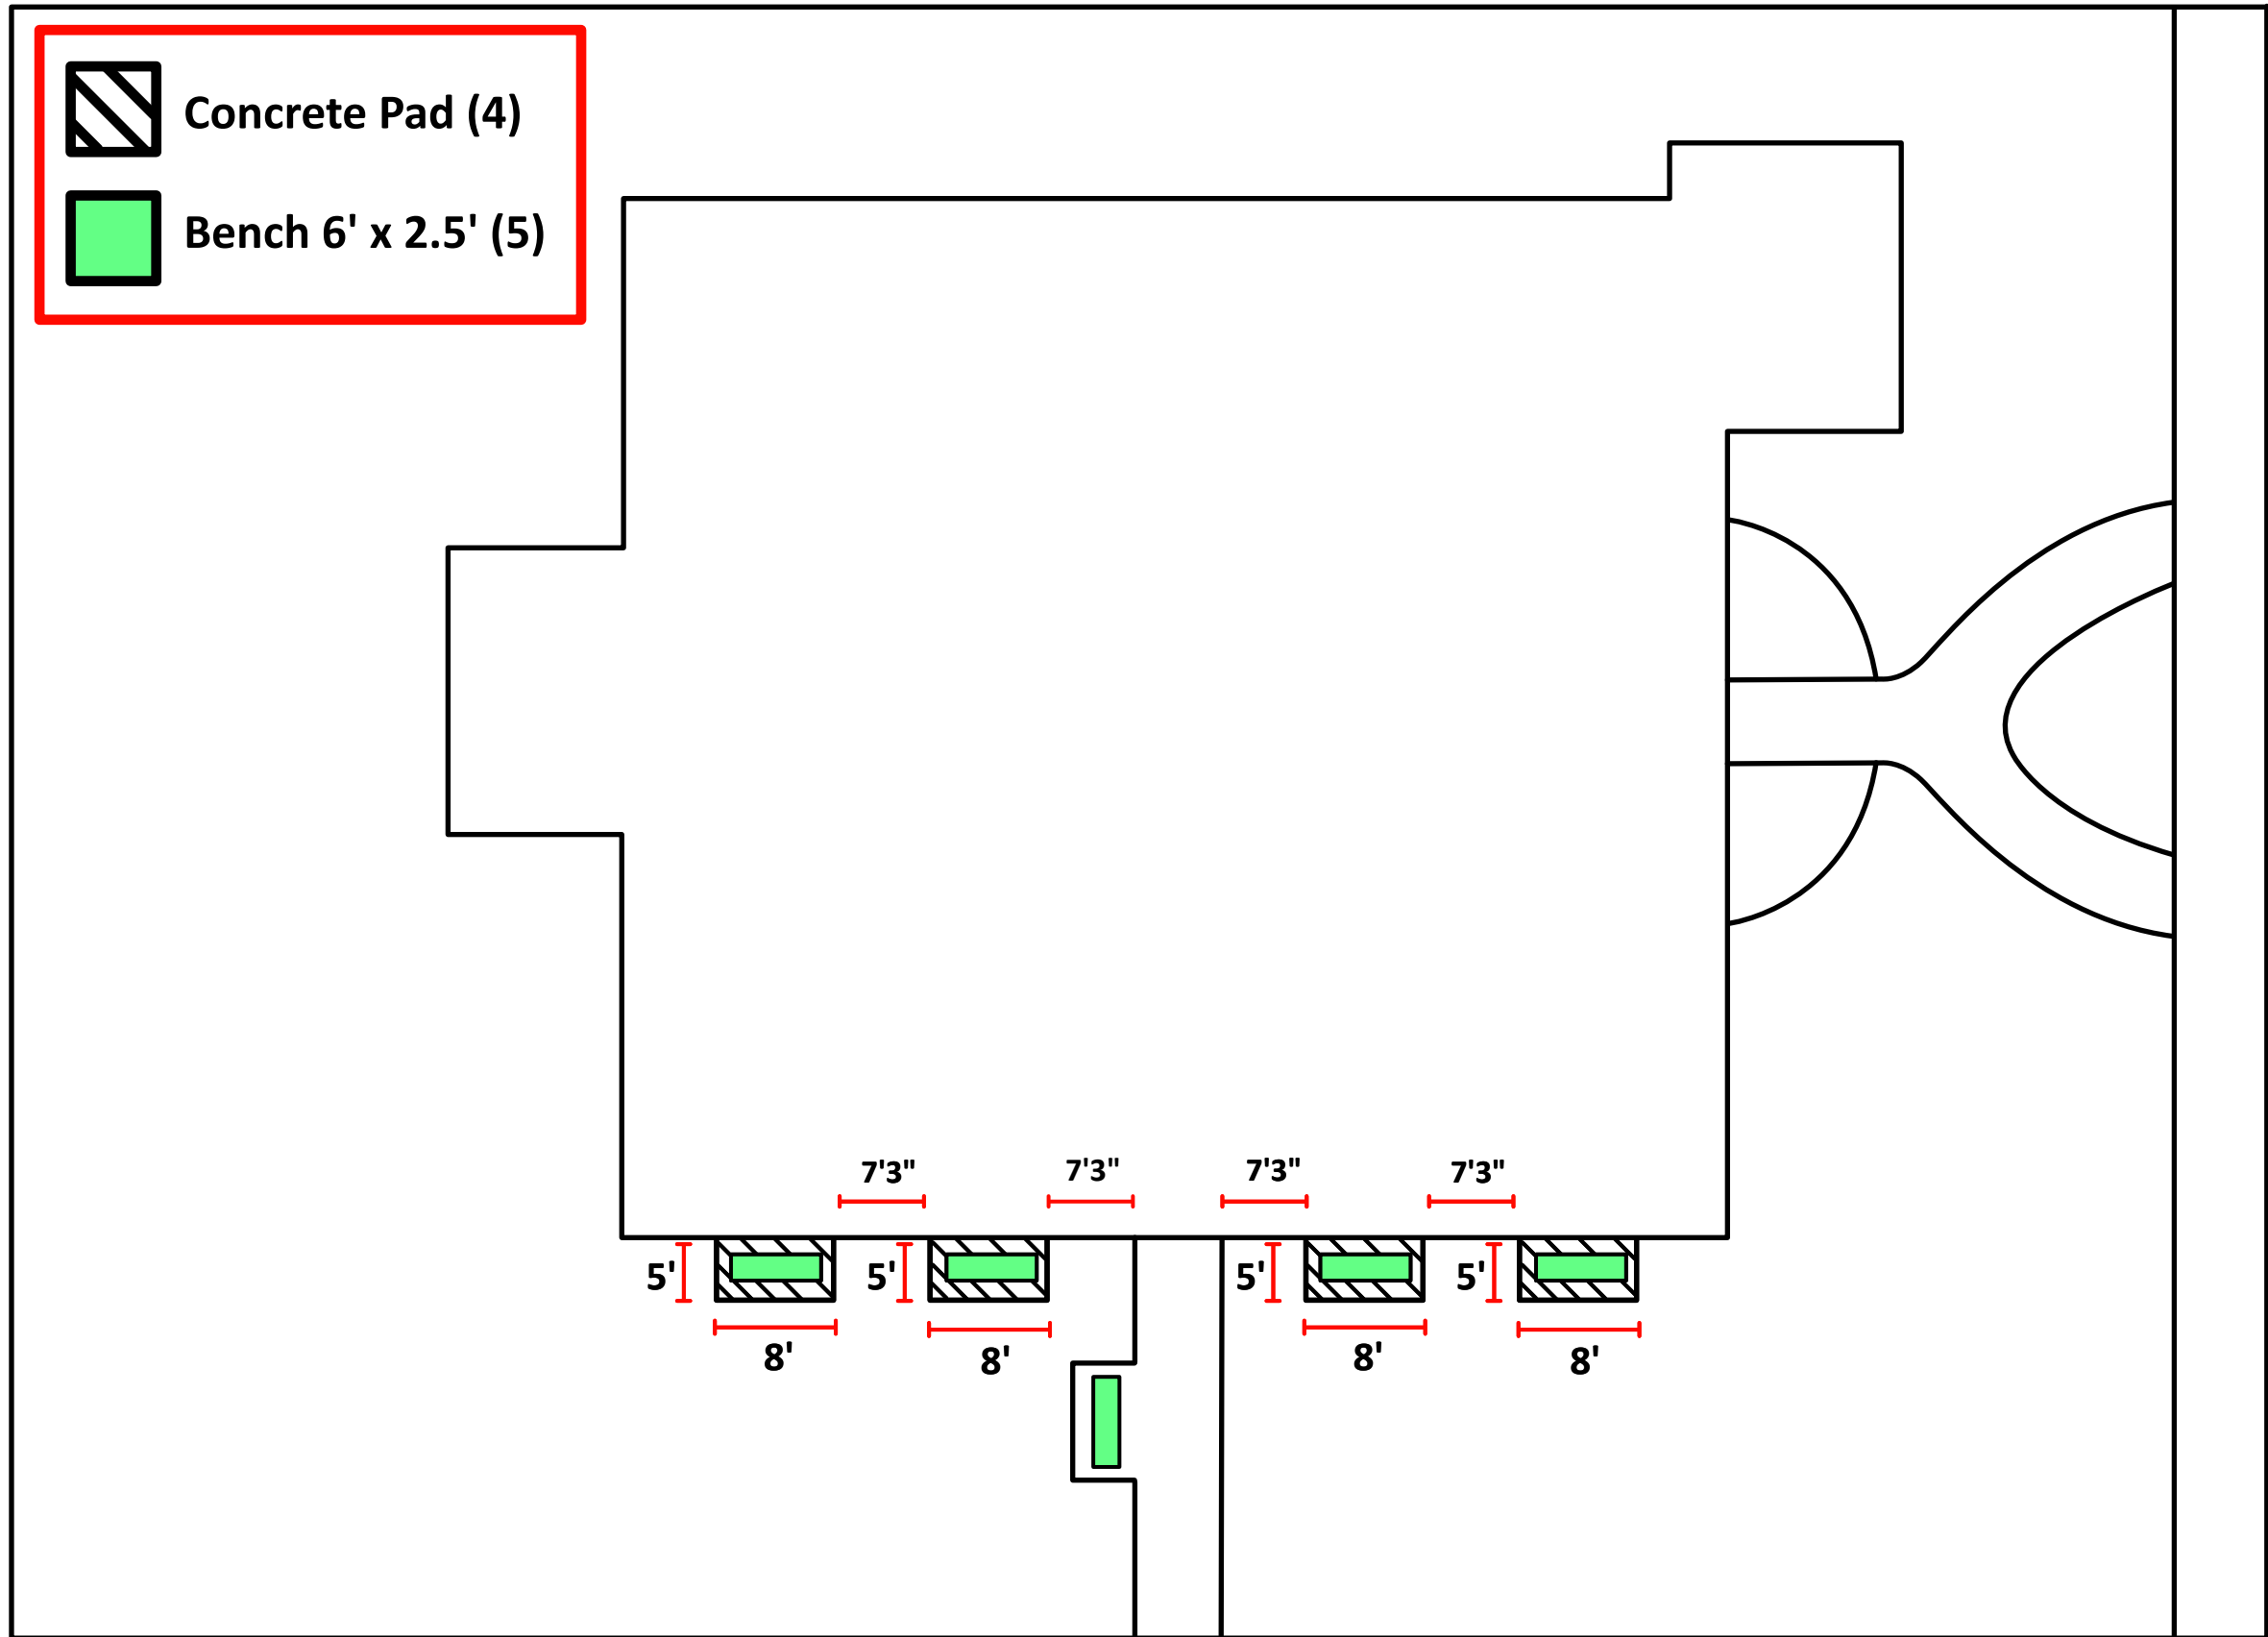 Concrete Pad (4)
Bench 6' x 2.5' (5)
7'3" 7'3" 7'3" 7'3"
5' 5' 5' 5'
8' 8' 8' 8'